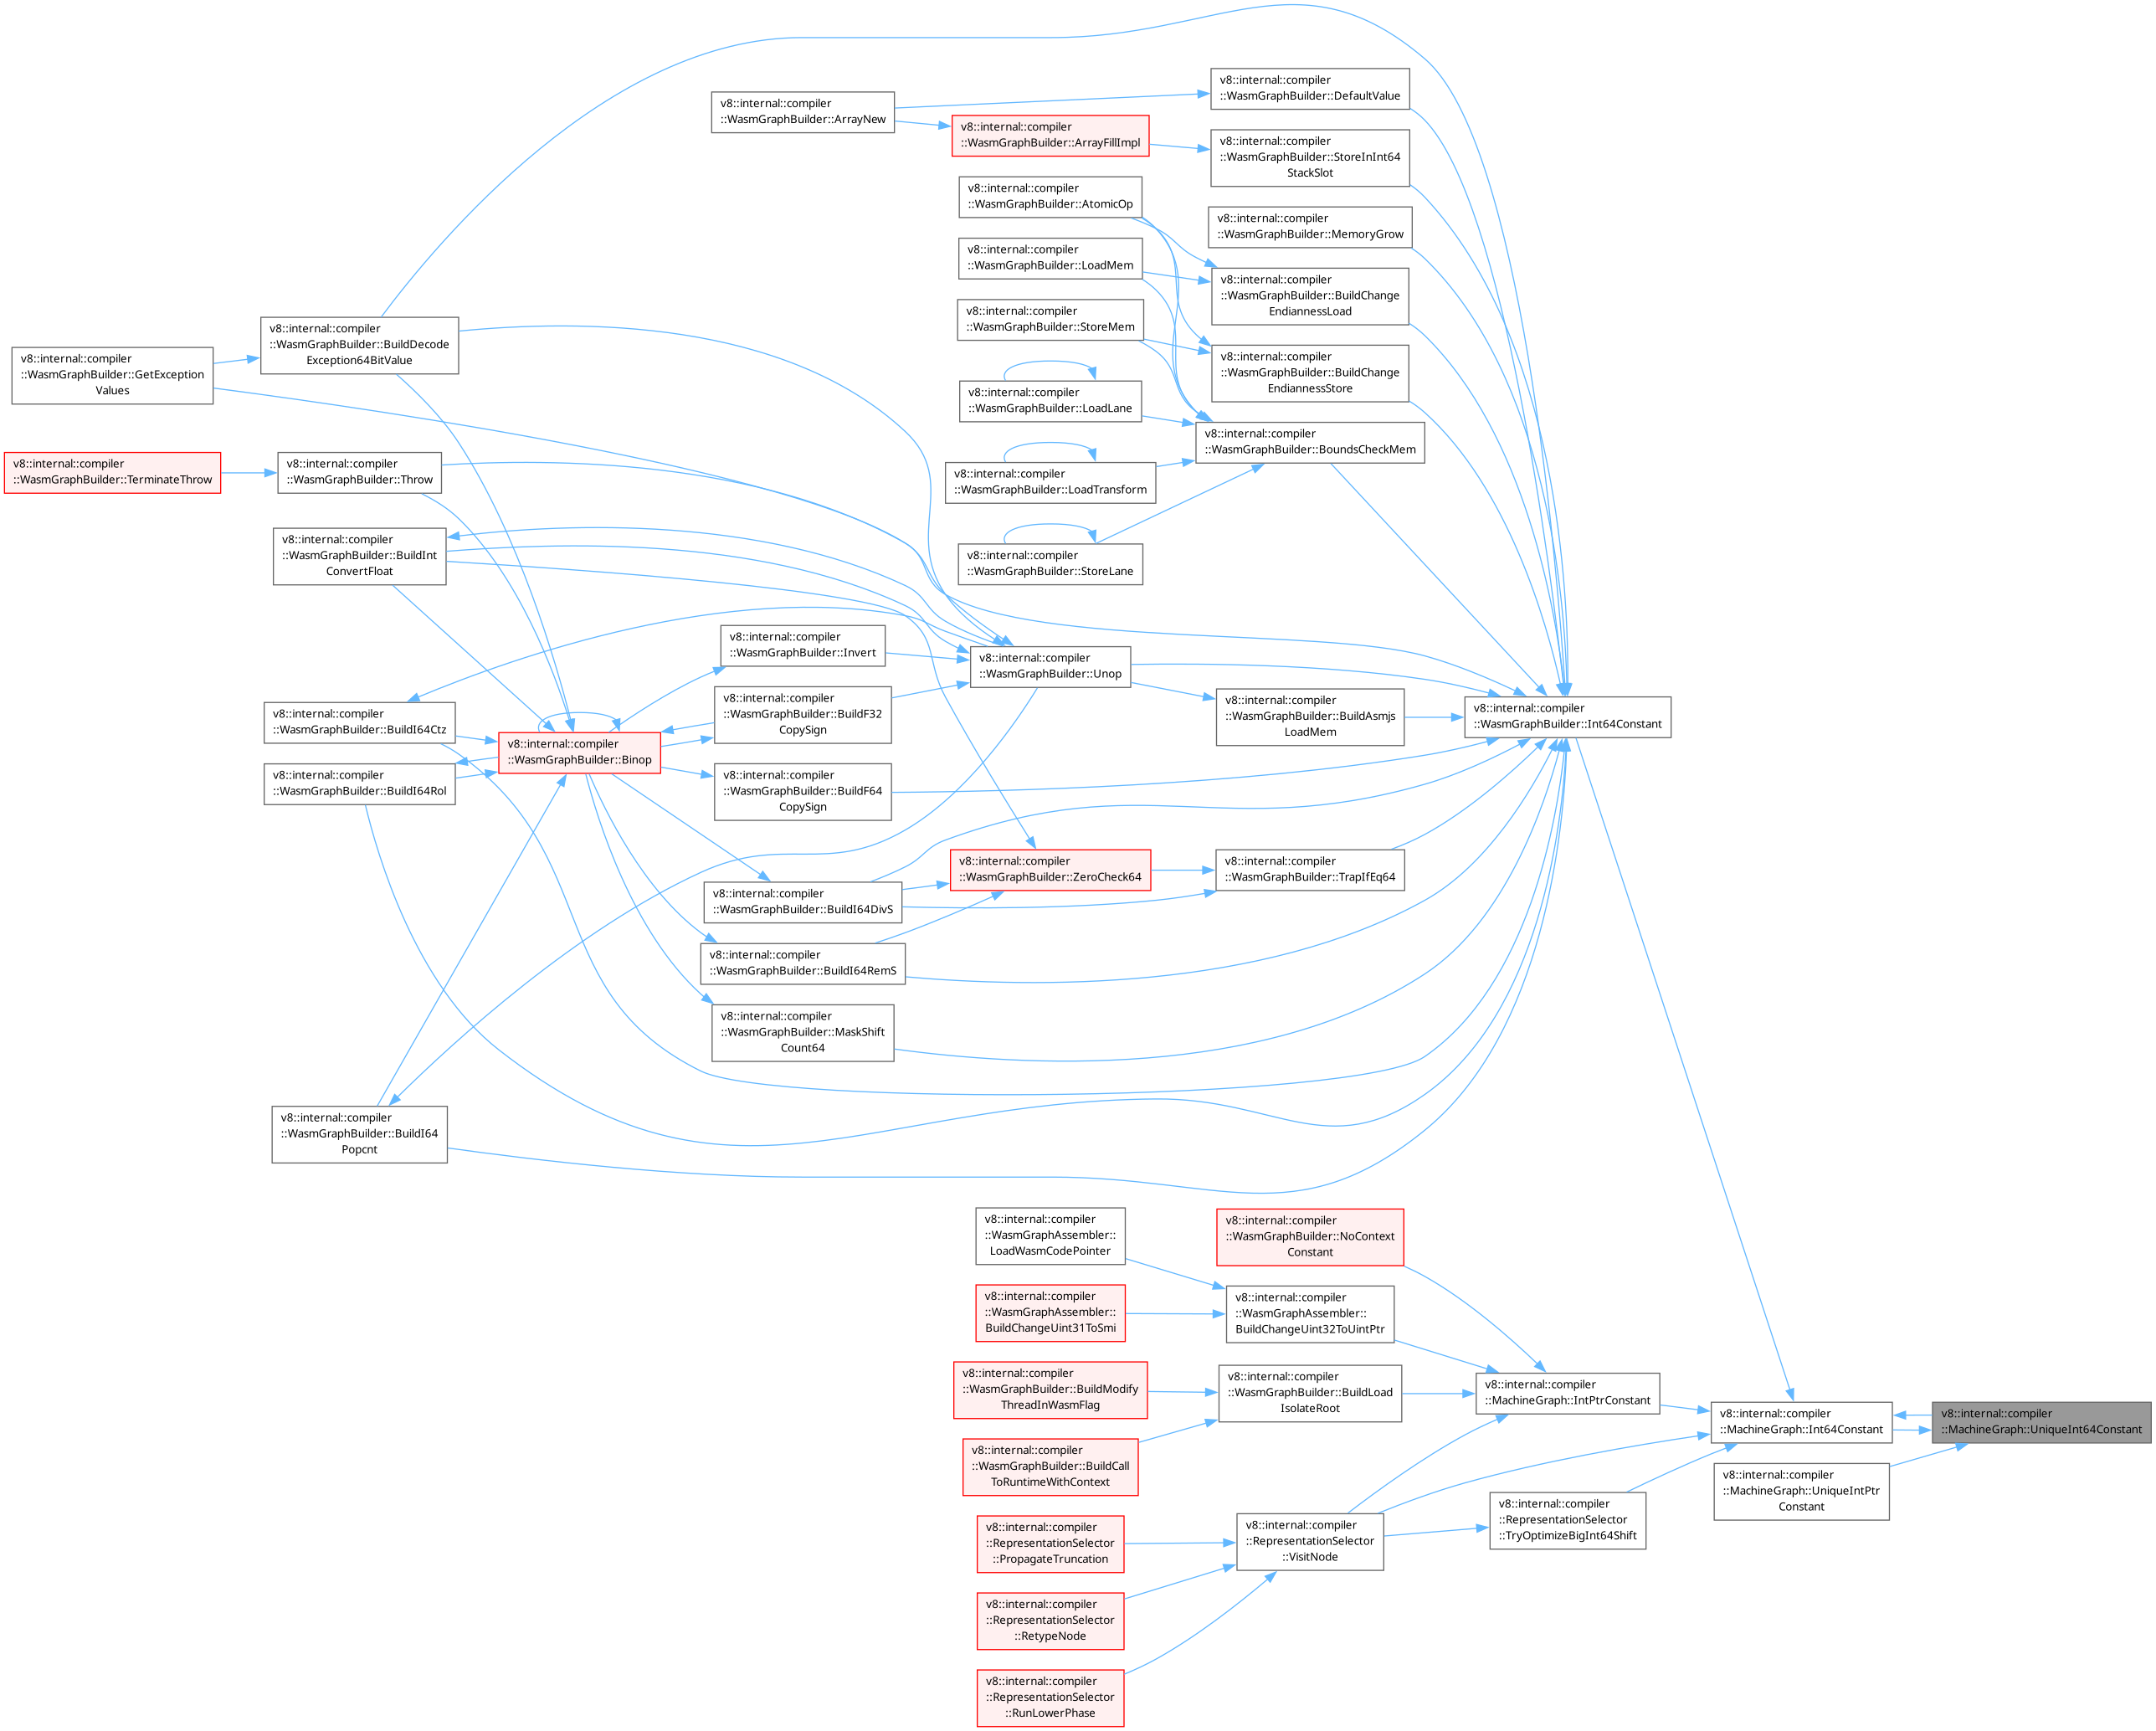 v8::internal::compiler
::WasmGraphBuilder::DefaultValue
v8::internal::compiler
::WasmGraphBuilder::ArrayNew
v8::internal::compiler
::WasmGraphBuilder::ArrayFillImpl
v8::internal::compiler
::WasmGraphBuilder::StoreInInt64
StackSlot
v8::internal::compiler
::WasmGraphBuilder::AtomicOp
v8::internal::compiler
::WasmGraphBuilder::MemoryGrow
v8::internal::compiler
::WasmGraphBuilder::LoadMem
v8::internal::compiler
::WasmGraphBuilder::BuildChange
EndiannessLoad
v8::internal::compiler
::WasmGraphBuilder::StoreMem
v8::internal::compiler
::WasmGraphBuilder::BuildChange
EndiannessStore
v8::internal::compiler
::WasmGraphBuilder::BuildDecode
Exception64BitValue
v8::internal::compiler
::WasmGraphBuilder::GetException
Values
v8::internal::compiler
::WasmGraphBuilder::LoadLane
v8::internal::compiler
::WasmGraphBuilder::BoundsCheckMem
v8::internal::compiler
::WasmGraphBuilder::TerminateThrow
v8::internal::compiler
::WasmGraphBuilder::Throw
v8::internal::compiler
::WasmGraphBuilder::LoadTransform
v8::internal::compiler
::WasmGraphBuilder::BuildInt
ConvertFloat
v8::internal::compiler
::WasmGraphBuilder::StoreLane
v8::internal::compiler
::WasmGraphBuilder::Invert
v8::internal::compiler
::WasmGraphBuilder::Unop
v8::internal::compiler
::WasmGraphBuilder::BuildF32
CopySign
v8::internal::compiler
::WasmGraphBuilder::BuildAsmjs
LoadMem
v8::internal::compiler
::WasmGraphBuilder::Int64Constant
v8::internal::compiler
::WasmGraphBuilder::BuildI64Ctz
v8::internal::compiler
::WasmGraphBuilder::Binop
v8::internal::compiler
::WasmGraphBuilder::BuildI64Rol
v8::internal::compiler
::WasmGraphBuilder::BuildF64
CopySign
v8::internal::compiler
::WasmGraphBuilder::ZeroCheck64
v8::internal::compiler
::WasmGraphBuilder::TrapIfEq64
v8::internal::compiler
::WasmGraphBuilder::BuildI64DivS
v8::internal::compiler
::WasmGraphBuilder::BuildI64RemS
v8::internal::compiler
::WasmGraphBuilder::MaskShift
Count64
v8::internal::compiler
::WasmGraphBuilder::BuildI64
Popcnt
v8::internal::compiler
::WasmGraphAssembler::
LoadWasmCodePointer
v8::internal::compiler
::WasmGraphBuilder::NoContext
Constant
v8::internal::compiler
::WasmGraphAssembler::
BuildChangeUint31ToSmi
v8::internal::compiler
::WasmGraphAssembler::
BuildChangeUint32ToUintPtr
v8::internal::compiler
::WasmGraphBuilder::BuildModify
ThreadInWasmFlag
v8::internal::compiler
::WasmGraphBuilder::BuildLoad
IsolateRoot
v8::internal::compiler
::MachineGraph::IntPtrConstant
v8::internal::compiler
::MachineGraph::Int64Constant
v8::internal::compiler
::MachineGraph::UniqueInt64Constant
v8::internal::compiler
::WasmGraphBuilder::BuildCall
ToRuntimeWithContext
v8::internal::compiler
::MachineGraph::UniqueIntPtr
Constant
v8::internal::compiler
::RepresentationSelector
::TryOptimizeBigInt64Shift
v8::internal::compiler
::RepresentationSelector
::VisitNode
v8::internal::compiler
::RepresentationSelector
::PropagateTruncation
v8::internal::compiler
::RepresentationSelector
::RetypeNode
v8::internal::compiler
::RepresentationSelector
::RunLowerPhase